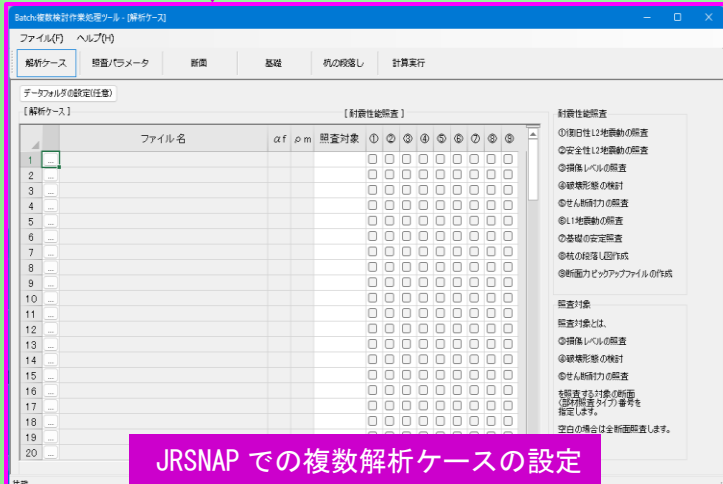 Batch:複数検討作業処理ツール - [解析ケース]
ファイル(F) ヘルプ(H)
解析ケース 照査パラメータ 断面 基礎 杭の段落し 計算実行
データフォルダの設定(任意)
[解析ケース] [耐震性能照査]
ファイル名 αf ρm 照査対象 ① ② ③ ④ ⑤ ⑥ ⑦ ⑧ ⑨
1 ...
2 ...
3 ...
4 ...
5 ...
6 ...
7 ...
8 ...
9 ...
10 ...
11 ...
12 ...
13 ...
14 ...
15 ...
16 ...
17 ...
18 ...
19
20
耐震性能照査
①復旧性L2地震動の照査
②安全性L2地震動の照査
③損傷レベルの照査
④破壊形態の検討
⑤せん断耐力の照査
⑥L1地震動の照査
⑦基礎の安定照査
⑧杭の段落し図作成
⑨断面力ピックアップファイルの作成
照査対象
照査対象とは、
③損傷レベルの照査
④破壊形態の検討
⑤せん断耐力の照査
を照査する対象の断面
(部材照査タイプ)番号を
指定します。
空白の場合は全断面照査します。
JRSNAP での複数解析ケースの設定